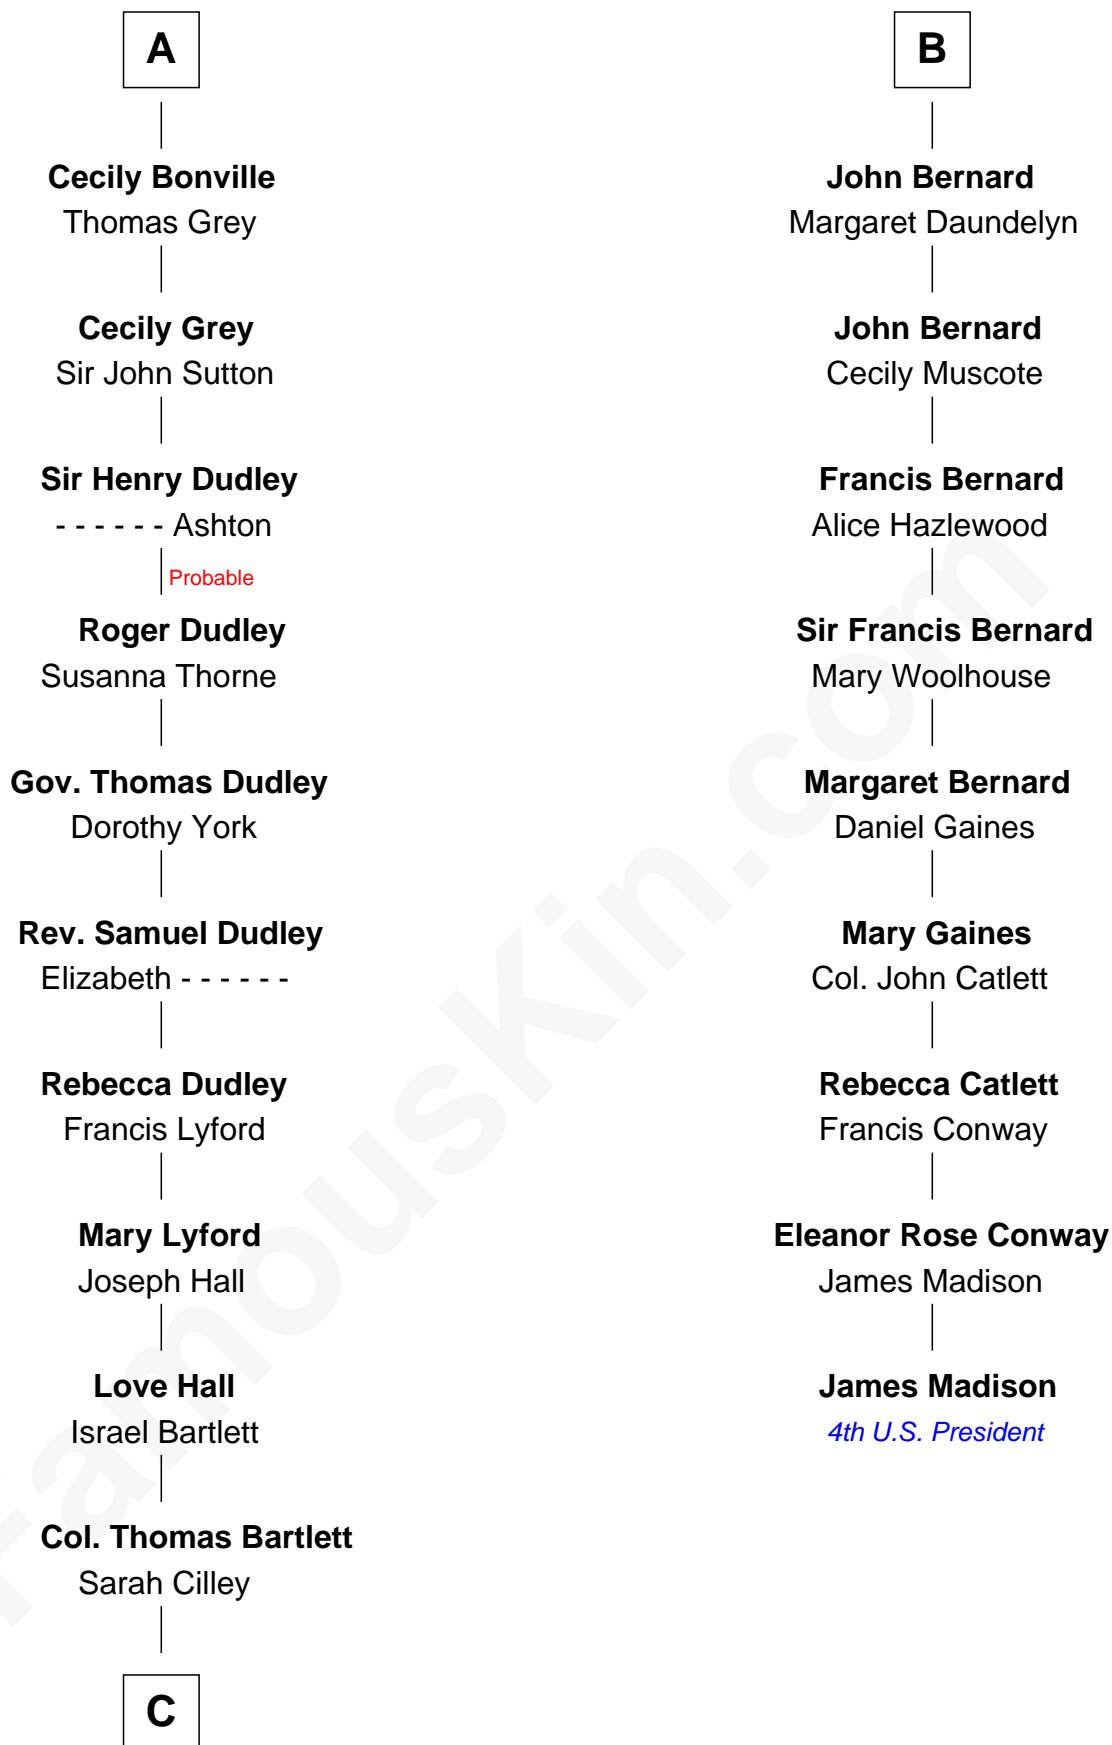 A
Cecily Bonville
Thomas Grey
Cecily Grey
Sir John Sutton
Sir Henry Dudley
- - - - - - Ashton
Probable
Roger Dudley
Susanna Thorne
Gov. Thomas Dudley
Dorothy York
Rev. Samuel Dudley
Elizabeth - - - - - -
Rebecca Dudley
Francis Lyford
Mary Lyford
Joseph Hall
Love Hall
Israel Bartlett
Col. Thomas Bartlett
Sarah Cilley
C
B
John Bernard
Margaret Daundelyn
John Bernard
Cecily Muscote
Francis Bernard
Alice Hazlewood
Sir Francis Bernard
Mary Woolhouse
Margaret Bernard
Daniel Gaines
Mary Gaines
Col. John Catlett
Rebecca Catlett
Francis Conway
Eleanor Rose Conway
James Madison
James Madison
4th U.S. President
FamousKin.com